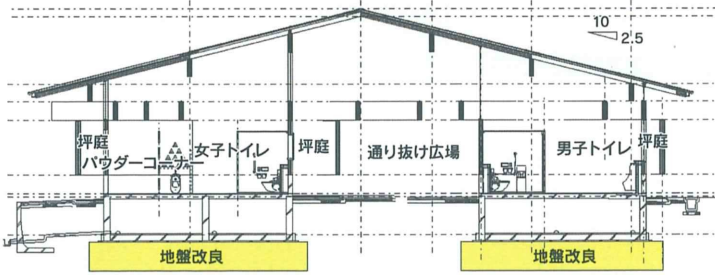 10
2.5
坪庭
パウダーコーナー
女子トイレ
坪庭
通り抜け広場
男子トイレ
坪庭
地盤改良
地盤改良